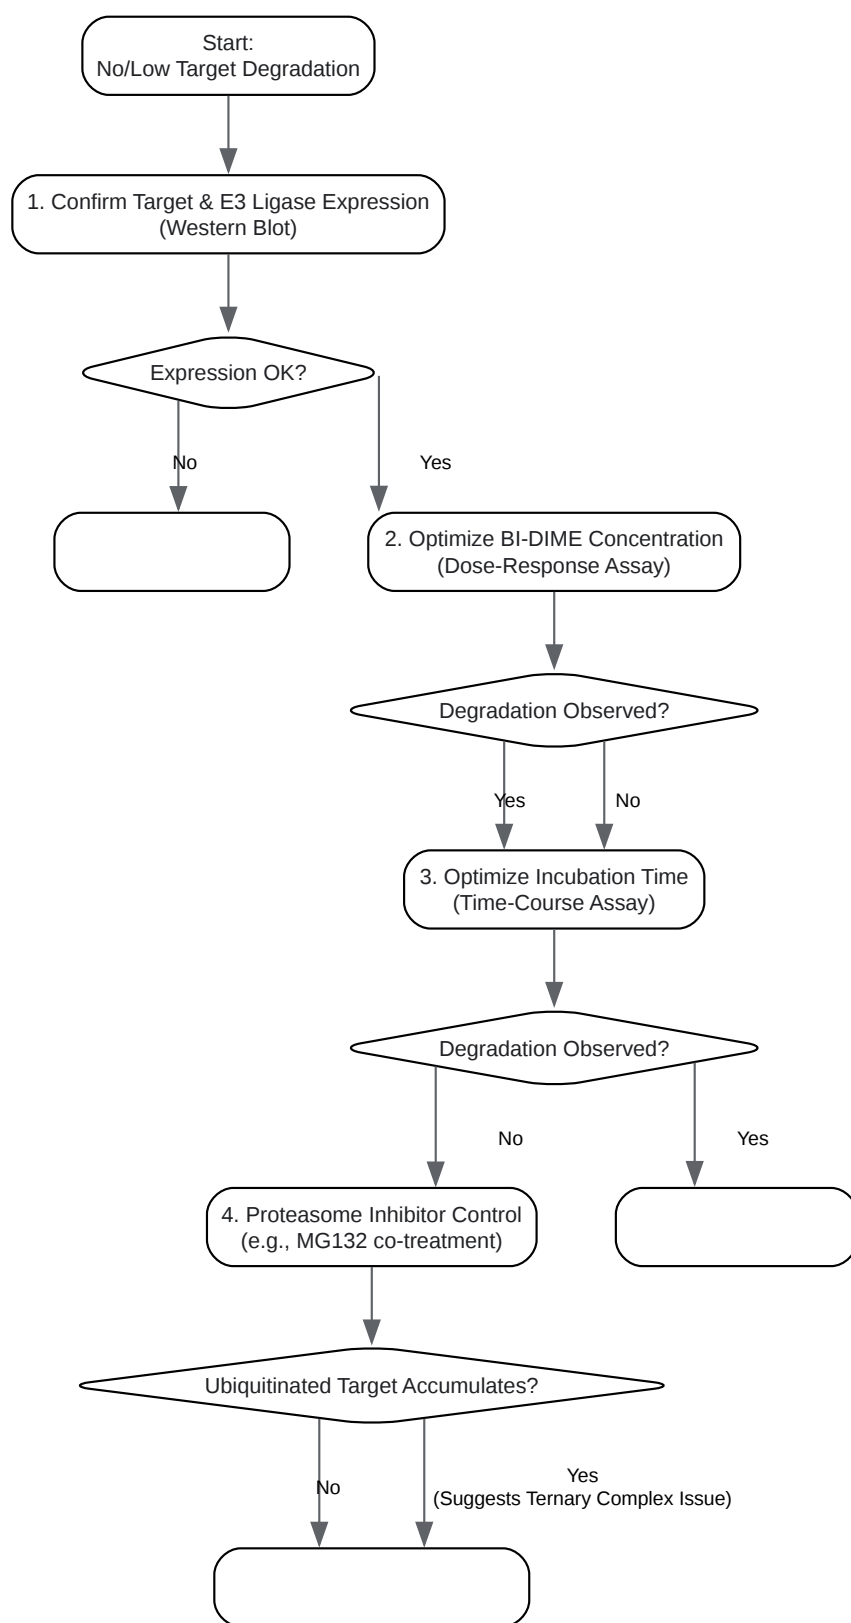 Start:
No/Low Target Degradation
1. Confirm Target & E3 Ligase Expression
(Western Blot)
Expression OK?
No
Yes
2. Optimize BI-DIME Concentration
(Dose-Response Assay)
Degradation Observed?
Yes
No
3. Optimize Incubation Time
(Time-Course Assay)
Degradation Observed?
No
Yes
4. Proteasome Inhibitor Control
(e.g., MG132 co-treatment)
Ubiquitinated Target Accumulates?
No
Yes
(Suggests Ternary Complex Issue)